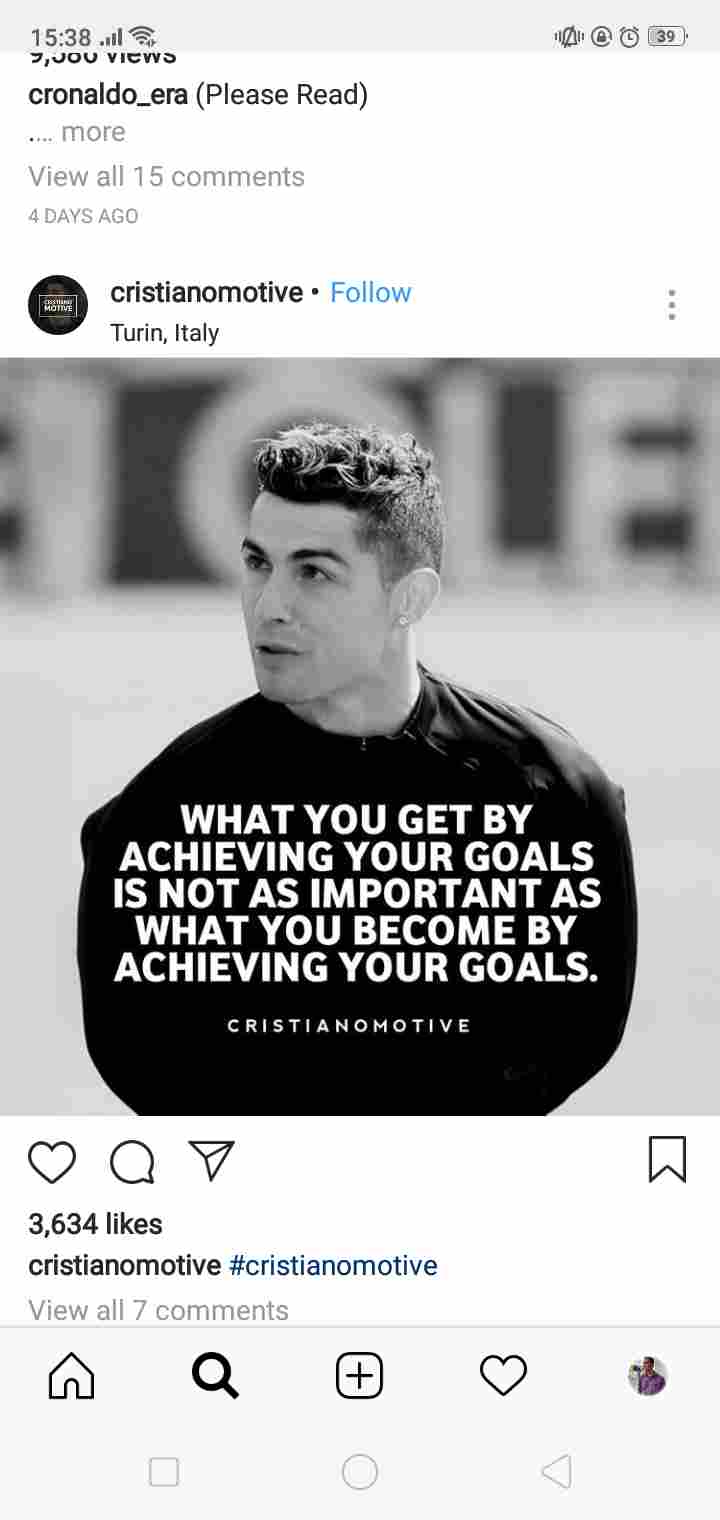 15:38
39
9,580 views
cronaldo_era (Please Read)
.... more
View all 15 comments
4 DAYS AGO
cristianomotive • Follow
CRISTIANO
MOTIVE
Turin, Italy
WHAT YOU GET BY
ACHIEVING YOUR GOALS
IS NOT AS IMPORTANT AS
WHAT YOU BECOME BY
ACHIEVING YOUR GOALS.
CRISTIANOMOTIVE
3,634 likes
cristianomotive #cristianomotive
View all 7 comments